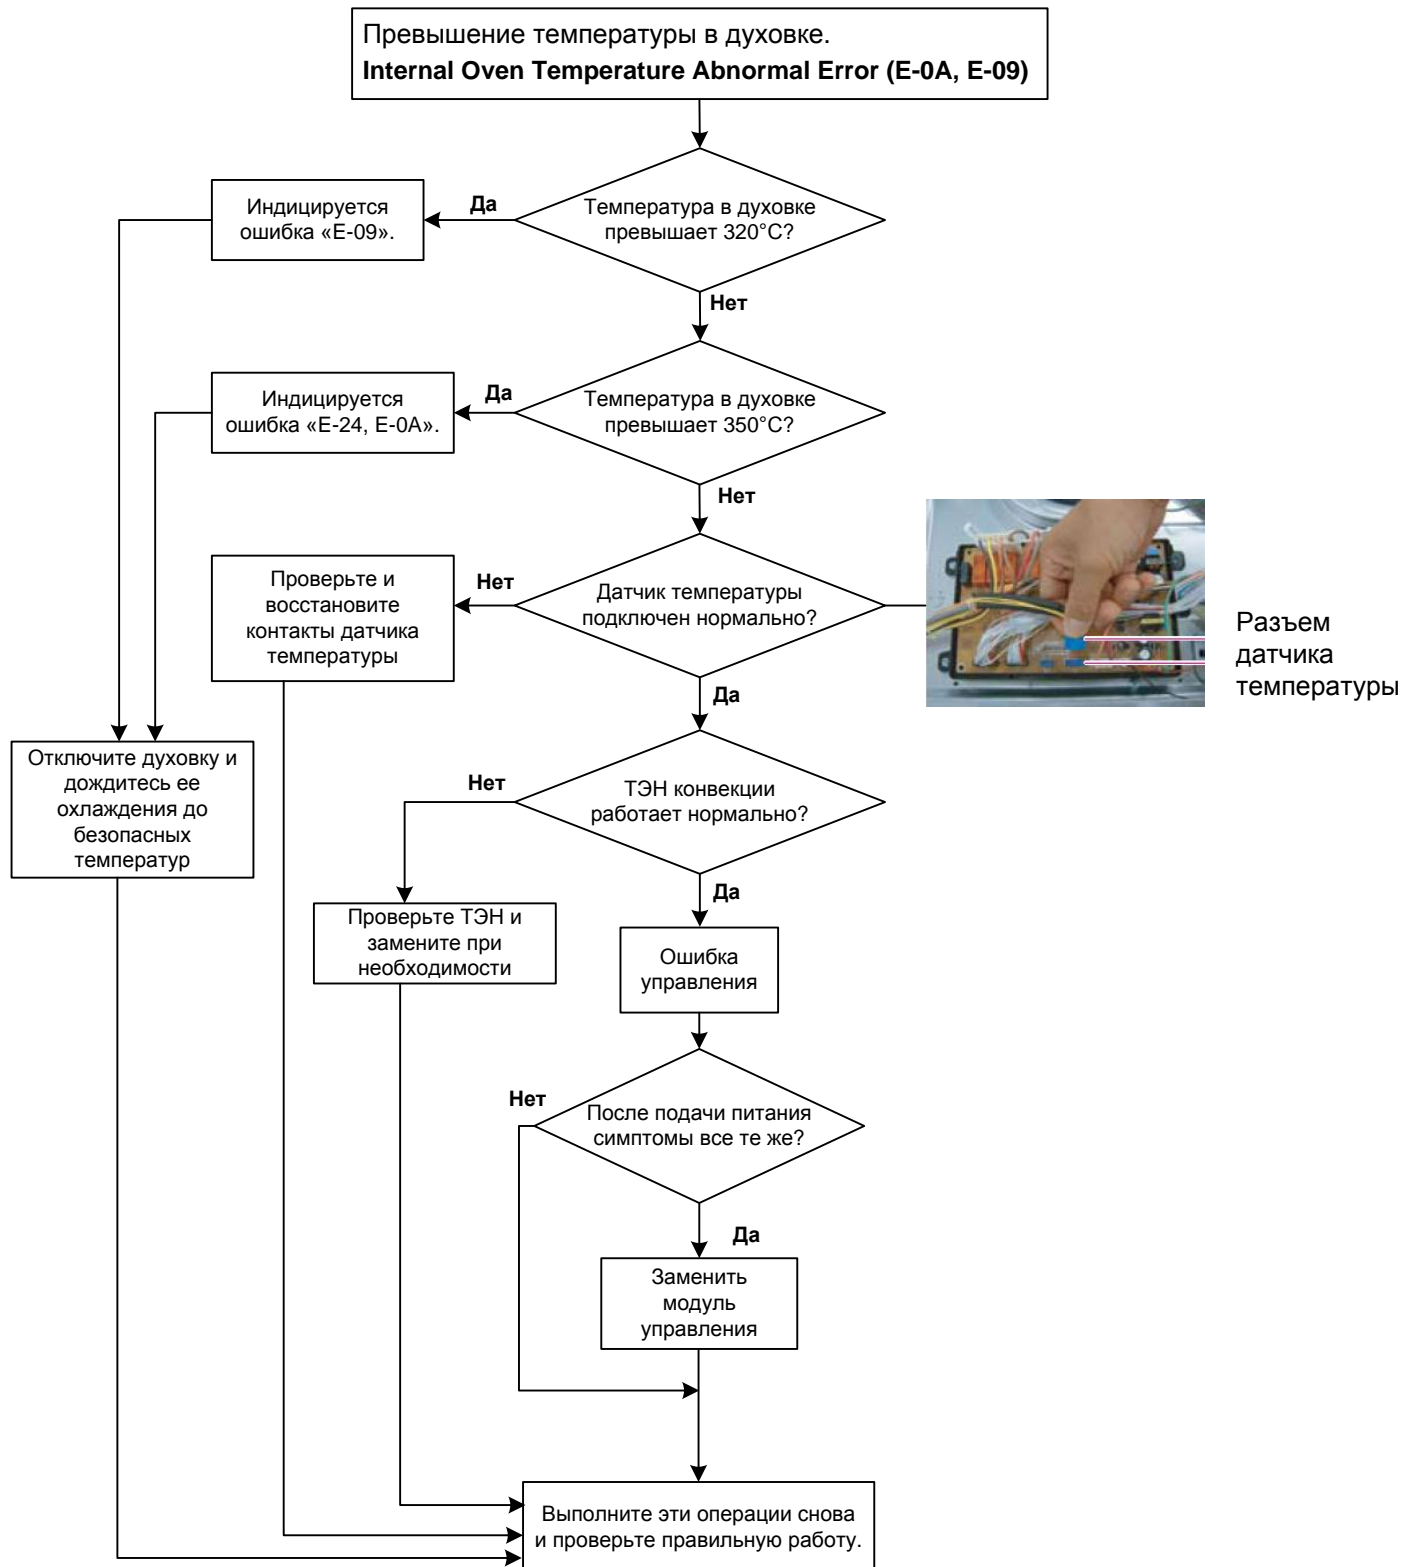 Превышение температуры в духовке.
Internal Oven Temperature Abnormal Error (E-0A, E-09)
Индицируется
ошибка «E-09».
Да
Температура в духовке
превышает 320°C?
Нет
Индицируется
ошибка «E-24, E-0A».
Да
Температура в духовке
превышает 350°C?
Нет
Проверьте и
восстановите
контакты датчика
температуры
Нет
Датчик температуры
подключен нормально?
Разъем
датчика
температуры
Да
Отключите духовку и
дождитесь ее
охлаждения до
безопасных
температур
Нет
ТЭН конвекции
работает нормально?
Да
Проверьте ТЭН и
замените при
необходимости
Ошибка
управления
Нет
После подачи питания
симптомы все те же?
Да
Заменить
модуль
управления
Выполните эти операции снова
и проверьте правильную работу.